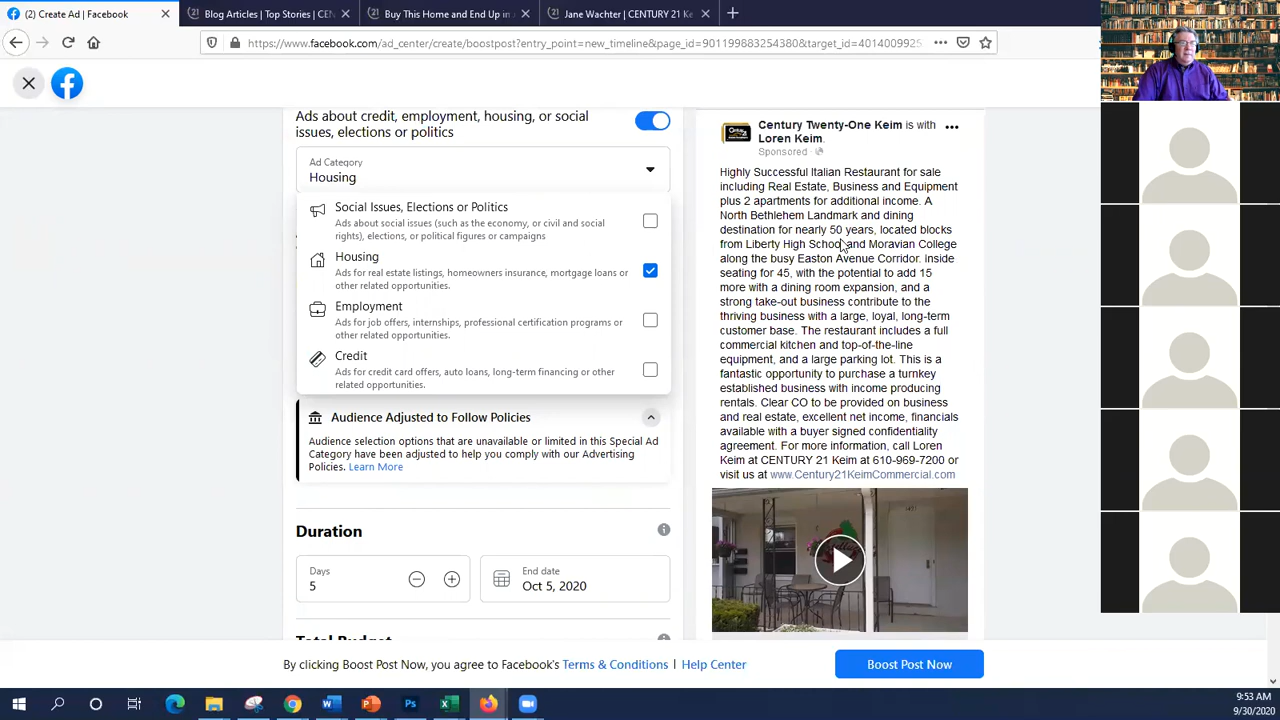 Create Ad | Facebook
Blog Articles | Top Stories | CEN
Buy This Home and End Up in
Jane Wachter | CENTURY 21 Ke
https://www.facebook.com/ad_center/create/boostpost?entry_point=new_timeline&page_id=901199883254380&target_id=4014009925
Ads about credit, employment, housing, or social
issues, elections or politics
Ad Category
Housing
Social Issues, Elections or Politics
Ads about social issues (such as the economy, or civil and social
rights), elections, or political figures or campaigns
Housing
Ads for real estate listings, homeowners insurance, mortgage loans or
other related opportunities.
Employment
Ads for job offers, internships, professional certification programs or
other related opportunities.
Credit
Ads for credit card offers, auto loans, long-term financing or other
related opportunities.
Audience Adjusted to Follow Policies
Audience selection options that are unavailable or limited in this Special Ad
Category have been adjusted to help you comply with our Advertising
Policies. Learn More
Duration
Days
5
End date
Oct 5, 2020
Total Budget
Century Twenty-One Keim is with
Loren Keim.
Sponsored
Highly Successful Italian Restaurant for sale
including Real Estate, Business and Equipment
plus 2 apartments for additional income. A
North Bethlehem Landmark and dining
destination for nearly 50 years, located blocks
from Liberty High School and Moravian College
along the busy Easton Avenue Corridor. Inside
seating for 45, with the potential to add 15
more with a dining room expansion, and a
strong take-out business contribute to the
thriving business with a large, loyal, long-term
customer base. The restaurant includes a full
commercial kitchen and top-of-the-line
equipment, and a large parking lot. This is a
fantastic opportunity to purchase a turnkey
established business with income producing
rentals. Clear CO to be provided on business
and real estate, excellent net income, financials
available with a buyer signed confidentiality
agreement. For more information, call Loren
Keim at CENTURY 21 Keim at 610-969-7200 or
visit us at www.Century21KeimCommercial.com
By clicking Boost Post Now, you agree to Facebook's Terms & Conditions | Help Center
Boost Post Now
9:53 AM
9/30/2020